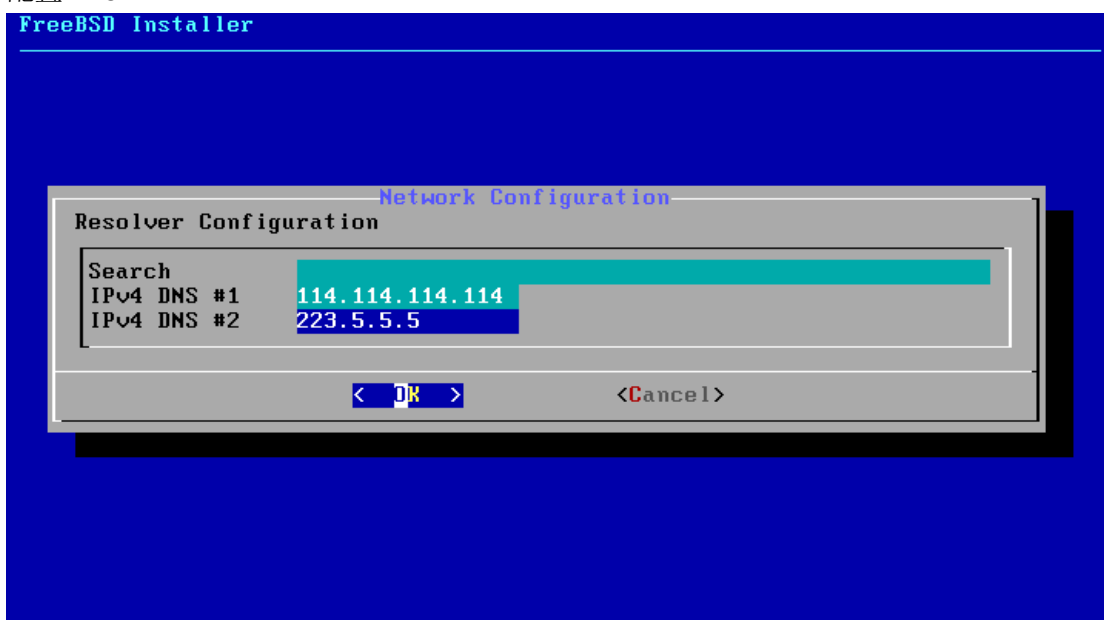 FreeBSD Installer
Network Configuration
Resolver Configuration
Search
IPv4 DNS #1 114.114.114.114
IPv4 DNS #2 223.5.5.5
< OK > <Cancel>